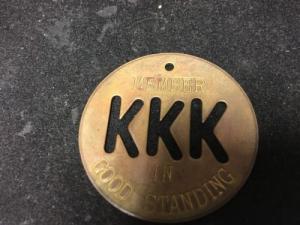 MEMBER
KKK
IN
GOOD STANDING